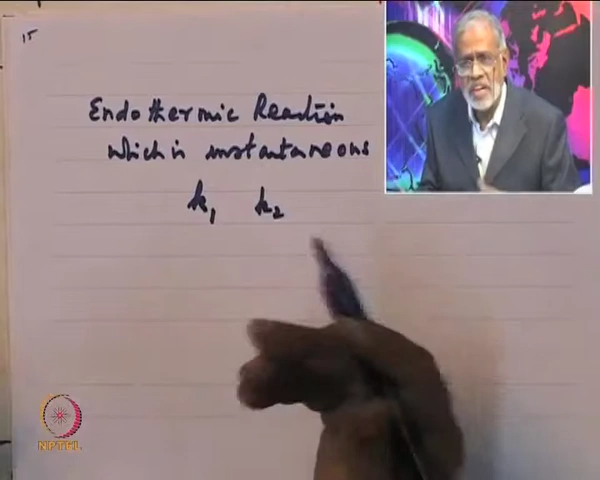 15
Endothermic Reaction
which is instantaneous
k₁ k₂
NPTEL